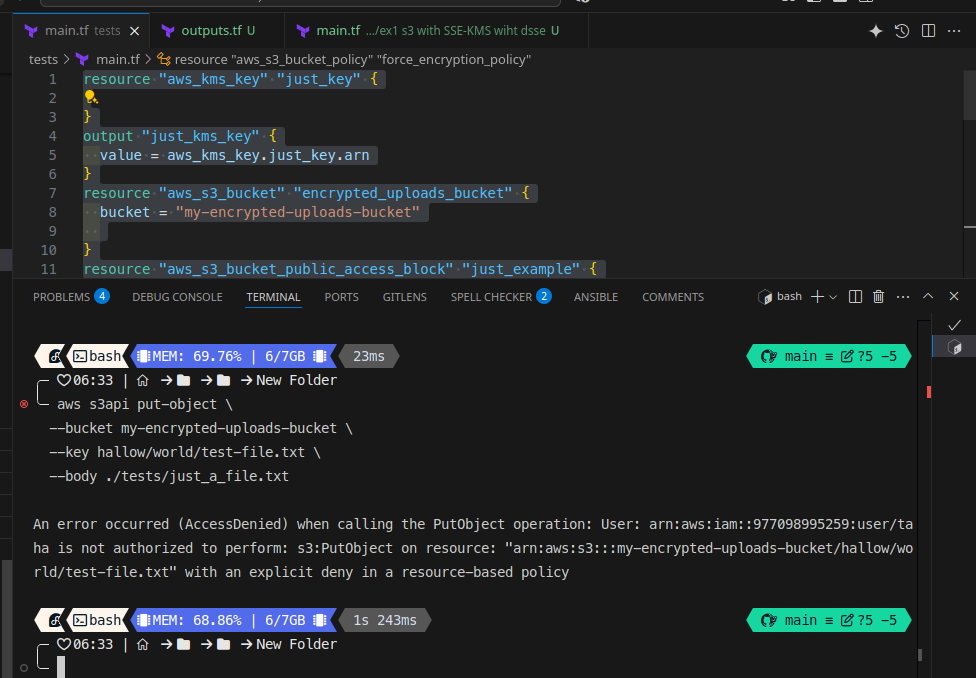 main.tf tests
outputs.tf U
main.tf .../ex1 s3 with SSE-KMS wiht dsse U
tests > main.tf > resource "aws_s3_bucket_policy" "force_encryption_policy"
1 resource "aws_kms_key" "just_key" {
2
3 }
4 output "just_kms_key" {
5 value = aws_kms_key.just_key.arn
6 }
7 resource "aws_s3_bucket" "encrypted_uploads_bucket" {
8 bucket = "my-encrypted-uploads-bucket"
9
10 }
11 resource "aws_s3_bucket_public_access_block" "just_example" {
PROBLEMS 4 DEBUG CONSOLE TERMINAL PORTS GITLENS SPELL CHECKER 2 ANSIBLE COMMENTS bash
bash MEM: 69.76% | 6/7GB 23ms main ≡ ?5 −5
06:33 | → → → New Folder
aws s3api put-object \
--bucket my-encrypted-uploads-bucket \
--key hallow/world/test-file.txt \
--body ./tests/just_a_file.txt
An error occurred (AccessDenied) when calling the PutObject operation: User: arn:aws:iam::977098995259:user/ta
ha is not authorized to perform: s3:PutObject on resource: "arn:aws:s3:::my-encrypted-uploads-bucket/hallow/wo
rld/test-file.txt" with an explicit deny in a resource-based policy
bash MEM: 68.86% | 6/7GB 1s 243ms main ≡ ?5 −5
06:33 | → → → New Folder